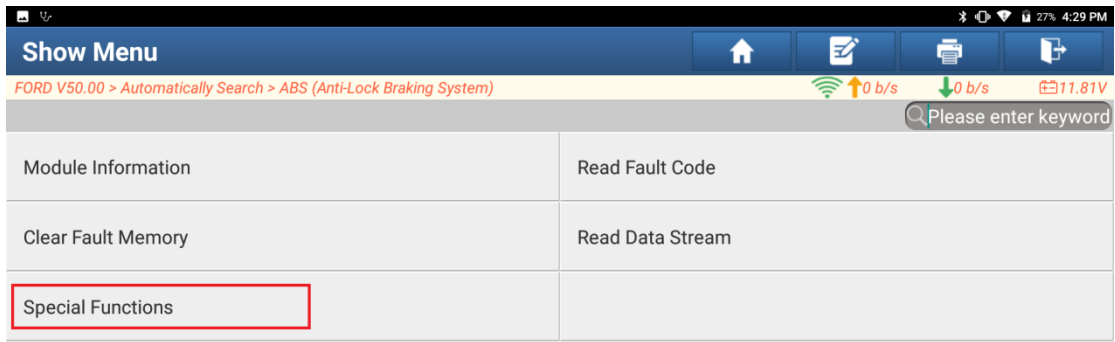 27% 4:29 PM
Show Menu
FORD V50.00 > Automatically Search > ABS (Anti-Lock Braking System) 0 b/s 0 b/s 11.81V
Please enter keyword
Module Information Read Fault Code
Clear Fault Memory Read Data Stream
Special Functions